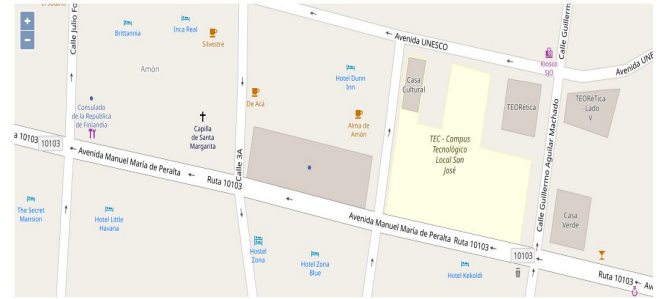 +
−
Calle Julio Fo
Brittannia
Inca Real
Silvestre
Avenida UNESCO
Calle Guillerm
Kiosco
SJO
Avenida UNE
Amón
Hotel Dunn
Inn
Casa
Cultural
TEORética
TEORéTica
- Lado
V
Consulado
de la República
de Finlandia
Capilla
de Santa
Margarita
De Acá
Alma de
Amón
TEC - Campus
Tecnológico
Local San
José
Calle Guillermo Aguilar Machado
a 10103
10103
Avenida Manuel María de Peralta
Ruta 10103
Calle 3A
The Secret
Mansion
Hotel Little
Havana
Avenida Manuel María de Peralta
Ruta 10103
Casa
Verde
Hostel
Zona
Hotel Zona
Blue
Hotel Kekoldi
10103
Ruta 10103